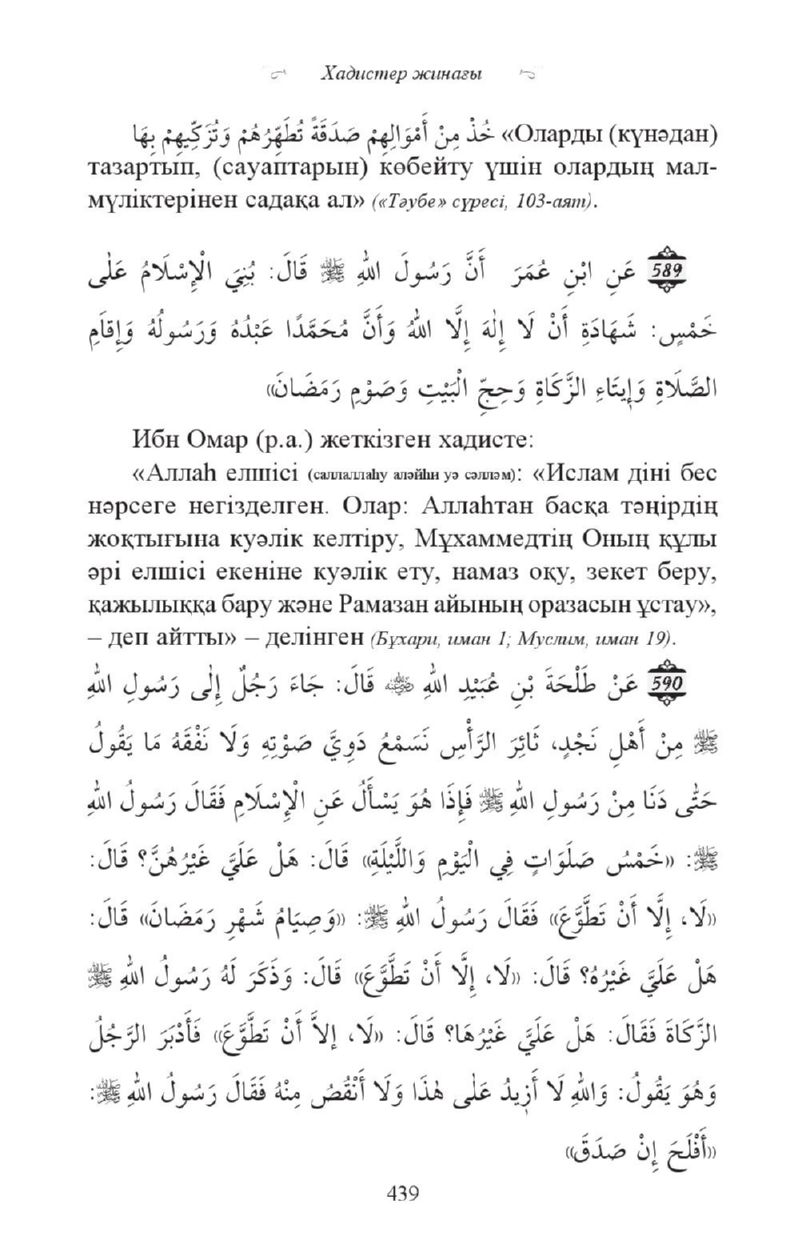 Хадистер жинағы
خُذْ مِنْ أَمْوَالِهِمْ صَدَقَةً تُطَهِّرُهُمْ وَتُزَكِّيهِمْ بِهَا «Оларды (күнәдан)
тазартып, (сауаптарын) көбейту үшін олардың мал-
мүліктерінен садақа ал» («Тәубе» сүресі, 103-аят).
589 عَنِ ابْنِ عُمَرَ أَنَّ رَسُولَ اللهِ ﷺ قَالَ: بُنِيَ الْإِسْلَامُ عَلَى
خَمْسٍ: شَهَادَةِ أَنْ لَا إِلٰهَ إِلَّا اللهُ وَأَنَّ مُحَمَّدًا عَبْدُهُ وَرَسُولُهُ وَإِقَامِ
الصَّلَاةِ وَإِيتَاءِ الزَّكَاةِ وَحِجِّ الْبَيْتِ وَصَوْمِ رَمَضَانَ»
Ибн Омар (р.а.) жеткізген хадисте:
«Аллаһ елшісі (саллаллаһу аләйһи уә сәлләм): «Ислам діні бес
нәрсеге негізделген. Олар: Аллаһтан басқа тәңірдің
жоқтығына куәлік келтіру, Мұхаммедтің Оның құлы
әрі елшісі екеніне куәлік ету, намаз оқу, зекет беру,
қажылыққа бару және Рамазан айының оразасын ұстау»,
– деп айтты» – делінген (Бұхари, иман 1; Муслим, иман 19).
590 عَنْ طَلْحَةَ بْنِ عُبَيْدِ اللهِ ﷺ قَالَ: جَاءَ رَجُلٌ إِلٰى رَسُولِ اللهِ
ﷺ مِنْ أَهْلِ نَجْدٍ، ثَائِرَ الرَّأْسِ نَسْمَعُ دَوِيَّ صَوْتِهِ وَلَا نَفْقَهُ مَا يَقُولُ
حَتّٰى دَنَا مِنْ رَسُولِ اللهِ ﷺ فَإِذَا هُوَ يَسْأَلُ عَنِ الْإِسْلَامِ فَقَالَ رَسُولُ اللهِ
ﷺ: «خَمْسُ صَلَوَاتٍ فِي الْيَوْمِ وَاللَّيْلَةِ» قَالَ: هَلْ عَلَيَّ غَيْرُهُنَّ؟ قَالَ:
«لَا، إِلَّا أَنْ تَطَّوَّعَ» فَقَالَ رَسُولُ اللهِ ﷺ: «وَصِيَامُ شَهْرِ رَمَضَانَ» قَالَ:
هَلْ عَلَيَّ غَيْرُهُ؟ قَالَ: «لَا، إِلَّا أَنْ تَطَّوَّعَ» قَالَ: وَذَكَرَ لَهُ رَسُولُ اللهِ ﷺ
الزَّكَاةَ فَقَالَ: هَلْ عَلَيَّ غَيْرُهَا؟ قَالَ: «لَا، إِلَّا أَنْ تَطَّوَّعَ» فَأَدْبَرَ الرَّجُلُ
وَهُوَ يَقُولُ: وَاللهِ لَا أَزِيدُ عَلٰى هٰذَا وَلَا أَنْقُصُ مِنْهُ فَقَالَ رَسُولُ اللهِ ﷺ:
«أَفْلَحَ إِنْ صَدَقَ»
439